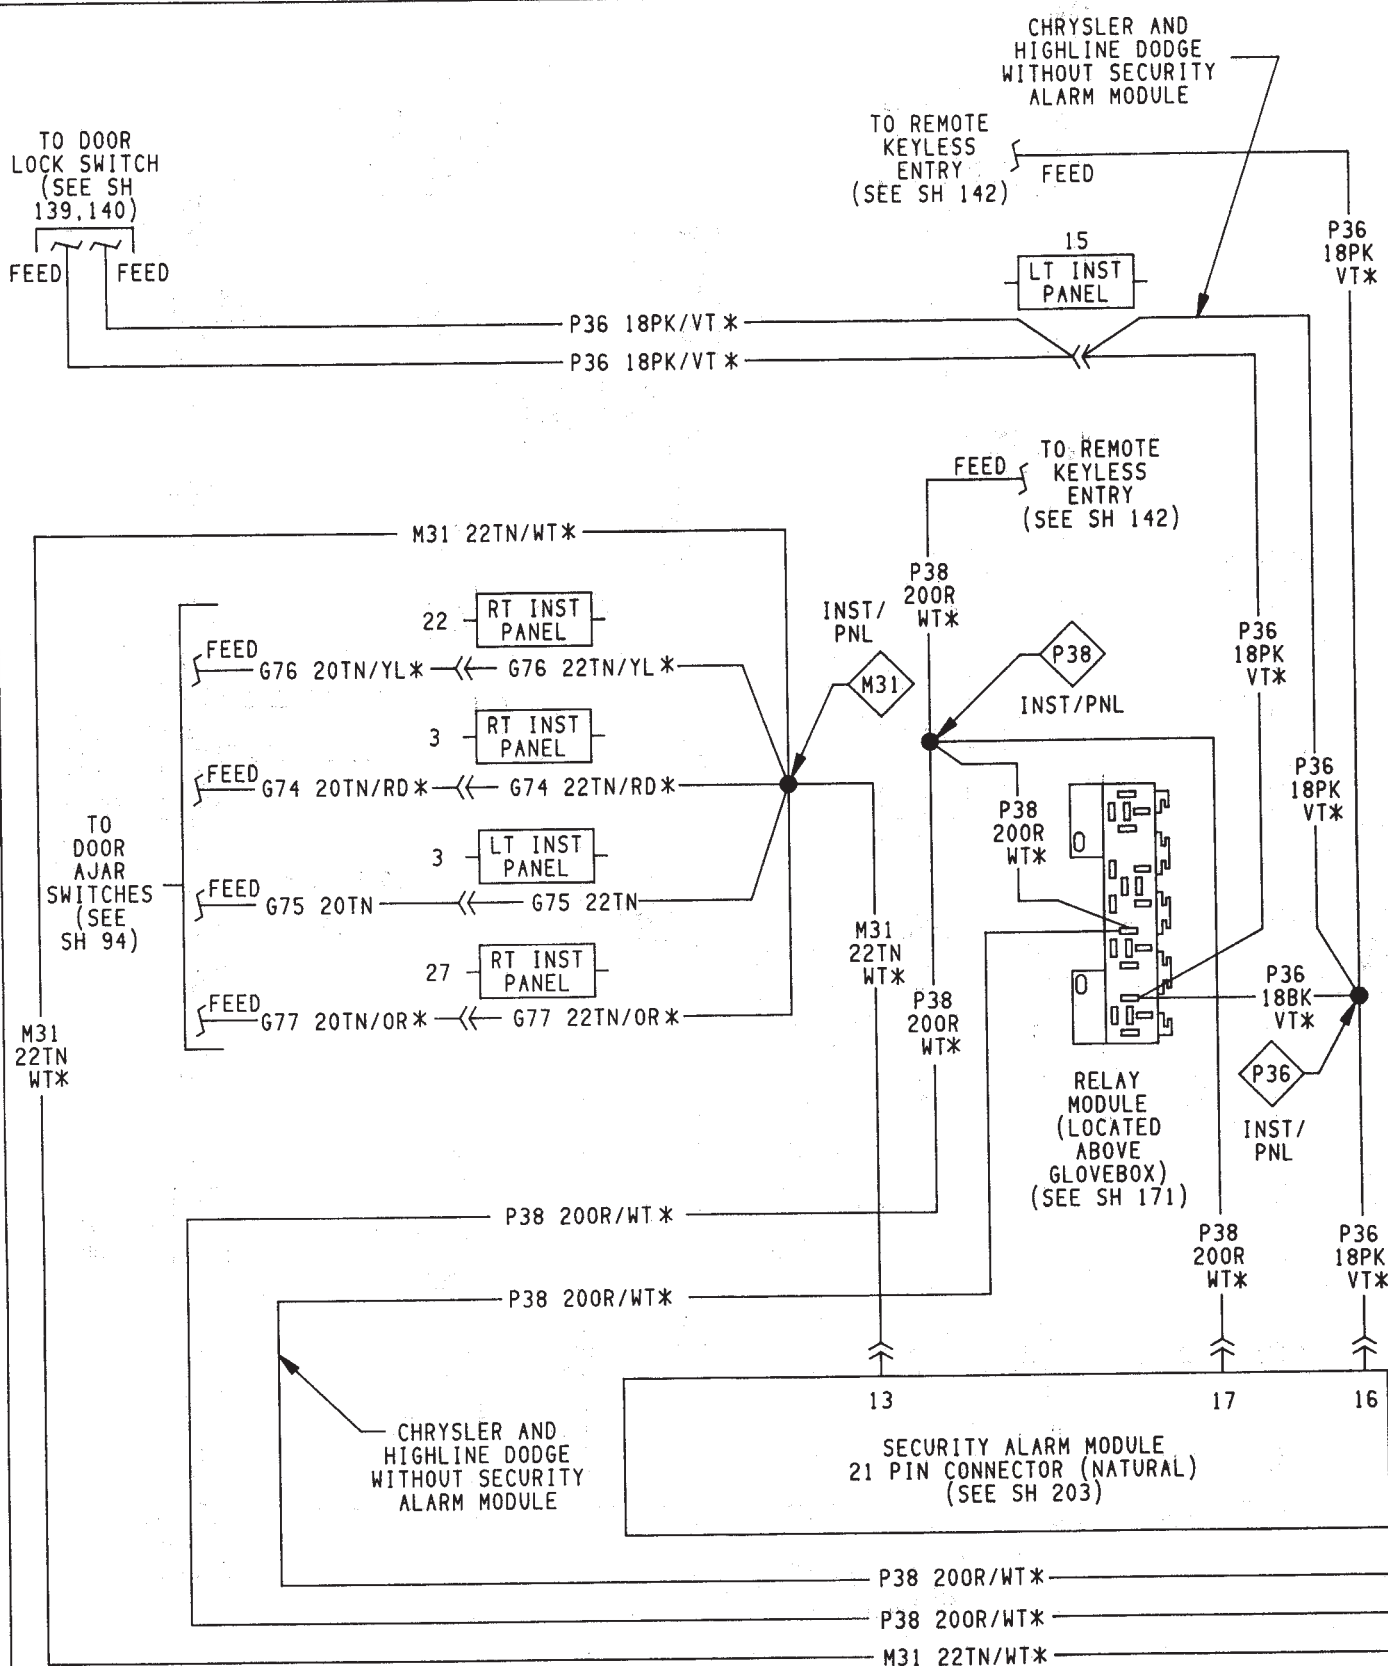 CHRYSLER AND
HIGHLINE DODGE
WITHOUT SECURITY
ALARM MODULE
TO REMOTE
KEYLESS
ENTRY
(SEE SH 142)
FEED
TO DOOR
LOCK SWITCH
(SEE SH
139,140)
FEED
FEED
P36
18PK
VT*
15
LT INST
PANEL
P36 18PK/VT*
P36 18PK/VT*
FEED
TO REMOTE
KEYLESS
ENTRY
(SEE SH 142)
M31 22TN/WT*
P38
20OR
WT*
INST/
PNL
M31
P38
INST/PNL
P36
18PK
VT*
22
RT INST
PANEL
FEED
G76 20TN/YL*
G76 22TN/YL*
3
RT INST
PANEL
FEED
G74 20TN/RD*
G74 22TN/RD*
P38
20OR
WT*
P36
18PK
VT*
TO
DOOR
AJAR
SWITCHES
(SEE
SH 94)
3
LT INST
PANEL
FEED
G75 20TN
G75 22TN
M31
22TN
WT*
27
RT INST
PANEL
FEED
G77 20TN/OR*
G77 22TN/OR*
P38
20OR
WT*
P36
18BK
VT*
M31
22TN
WT*
P36
INST/
PNL
RELAY
MODULE
(LOCATED
ABOVE
GLOVEBOX)
(SEE SH 171)
P38 20OR/WT*
P38
20OR
WT*
P36
18PK
VT*
P38 20OR/WT*
13
17
16
CHRYSLER AND
HIGHLINE DODGE
WITHOUT SECURITY
ALARM MODULE
SECURITY ALARM MODULE
21 PIN CONNECTOR (NATURAL)
(SEE SH 203)
P38 20OR/WT*
P38 20OR/WT*
M31 22TN/WT*